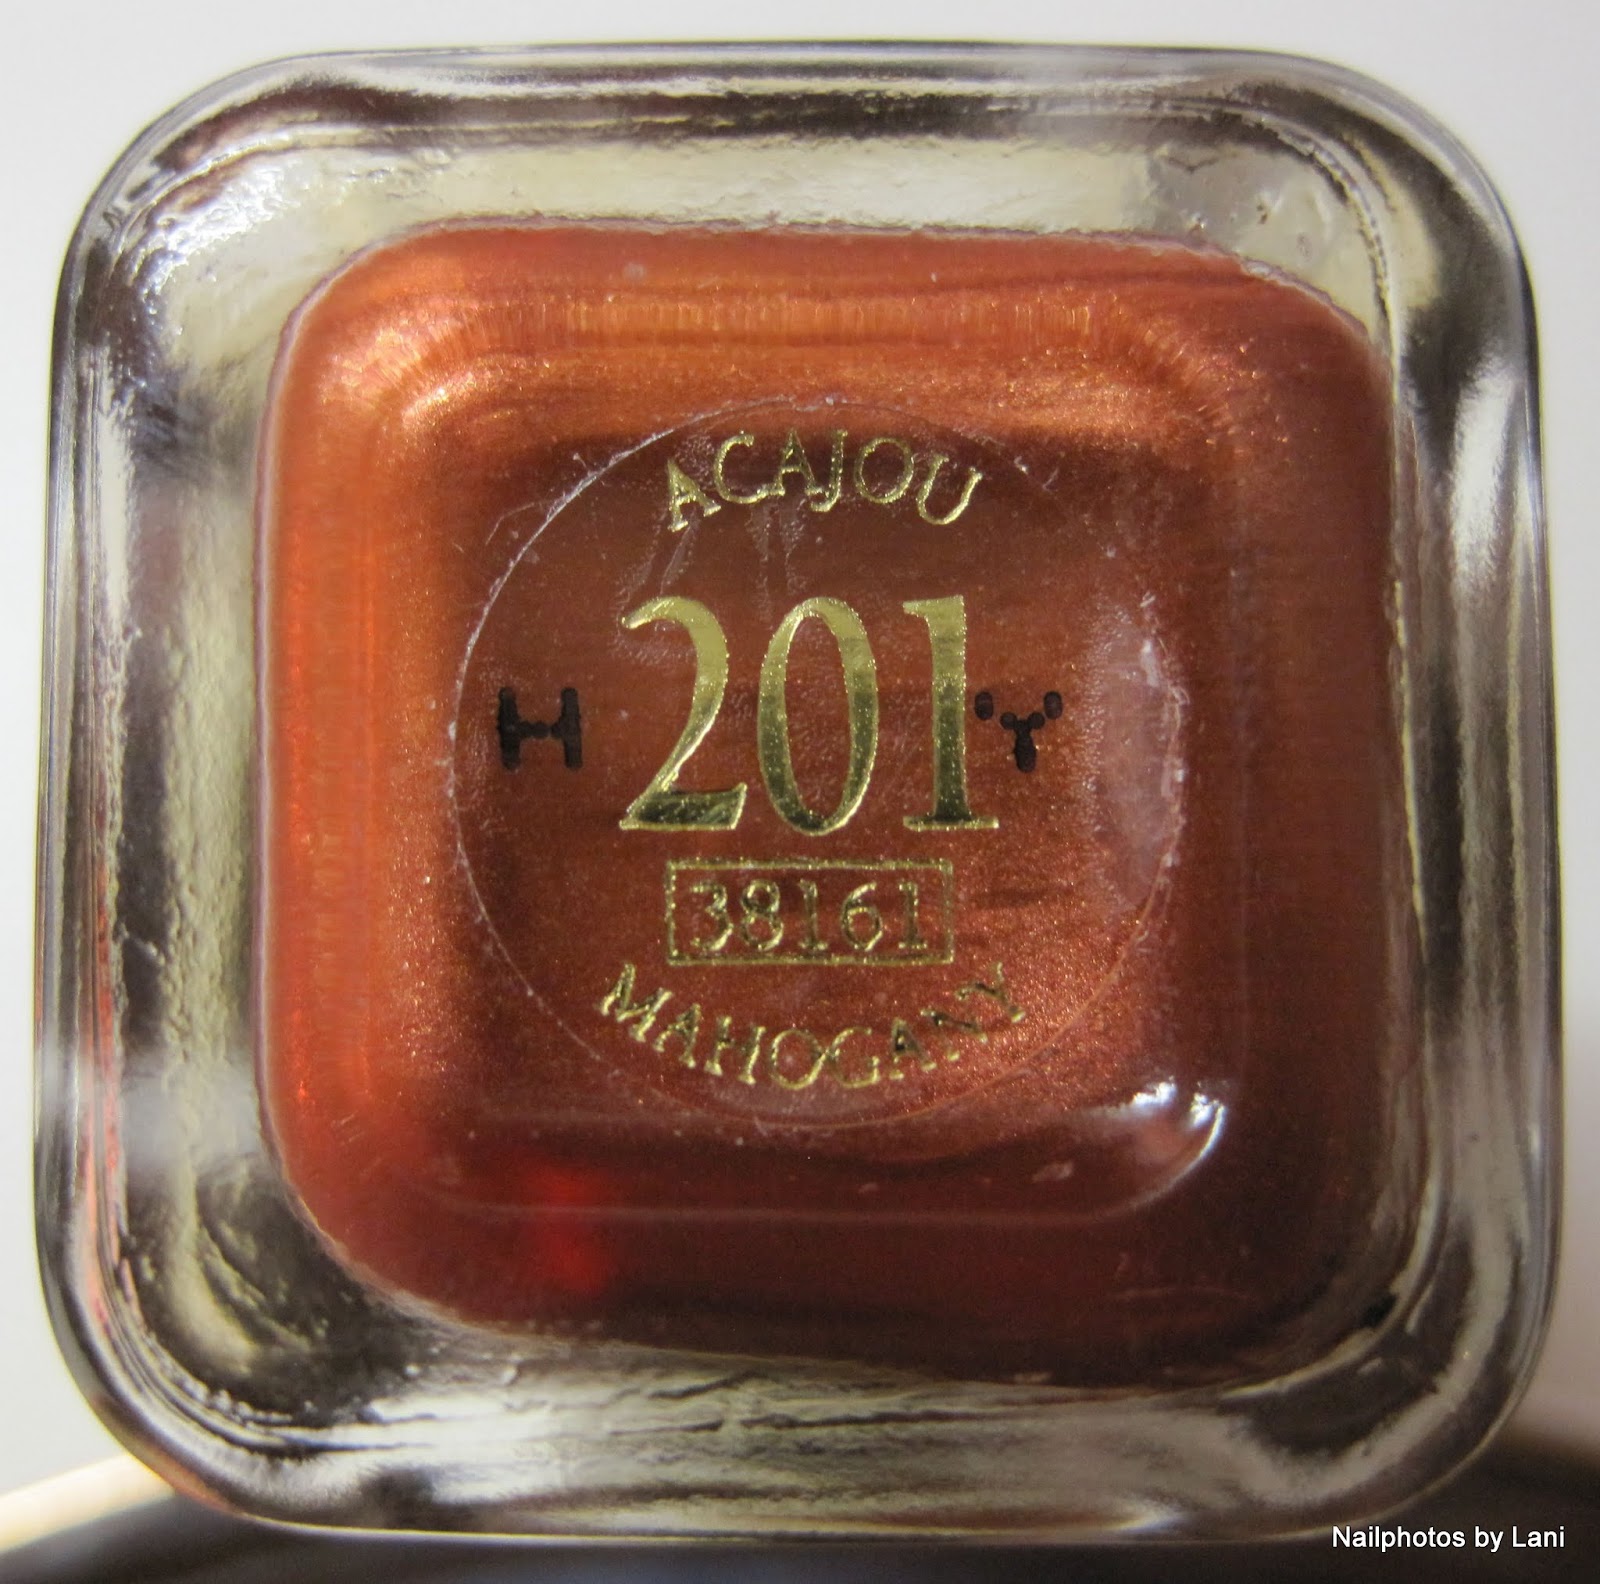 ACAJOU
H 201 Y
38161
MAHOGANY
Nailphotos by Lani